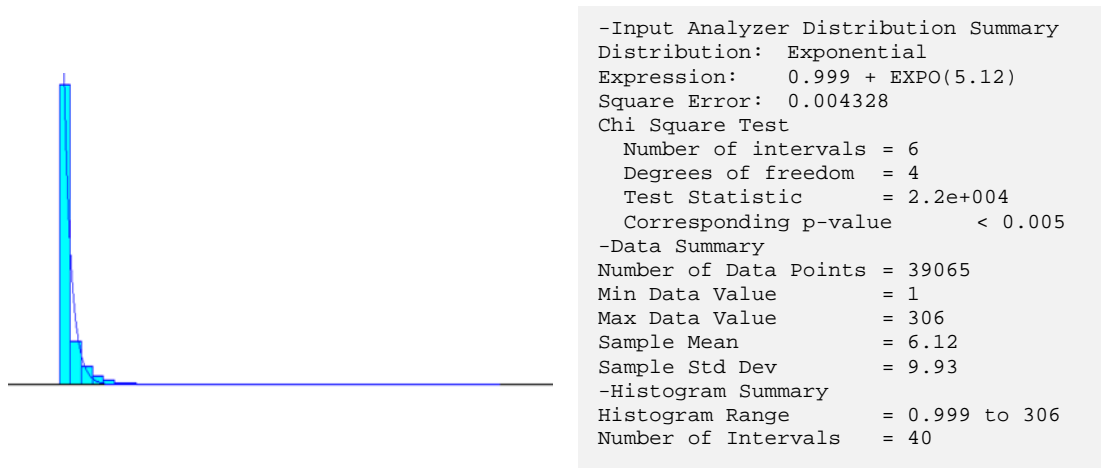 -Input Analyzer Distribution Summary
Distribution: Exponential
Expression: 0.999 + EXPO(5.12)
Square Error: 0.004328
Chi Square Test
Number of intervals = 6
Degrees of freedom = 4
Test Statistic = 2.2e+004
Corresponding p-value < 0.005
-Data Summary
Number of Data Points = 39065
Min Data Value = 1
Max Data Value = 306
Sample Mean = 6.12
Sample Std Dev = 9.93
-Histogram Summary
Histogram Range = 0.999 to 306
Number of Intervals = 40